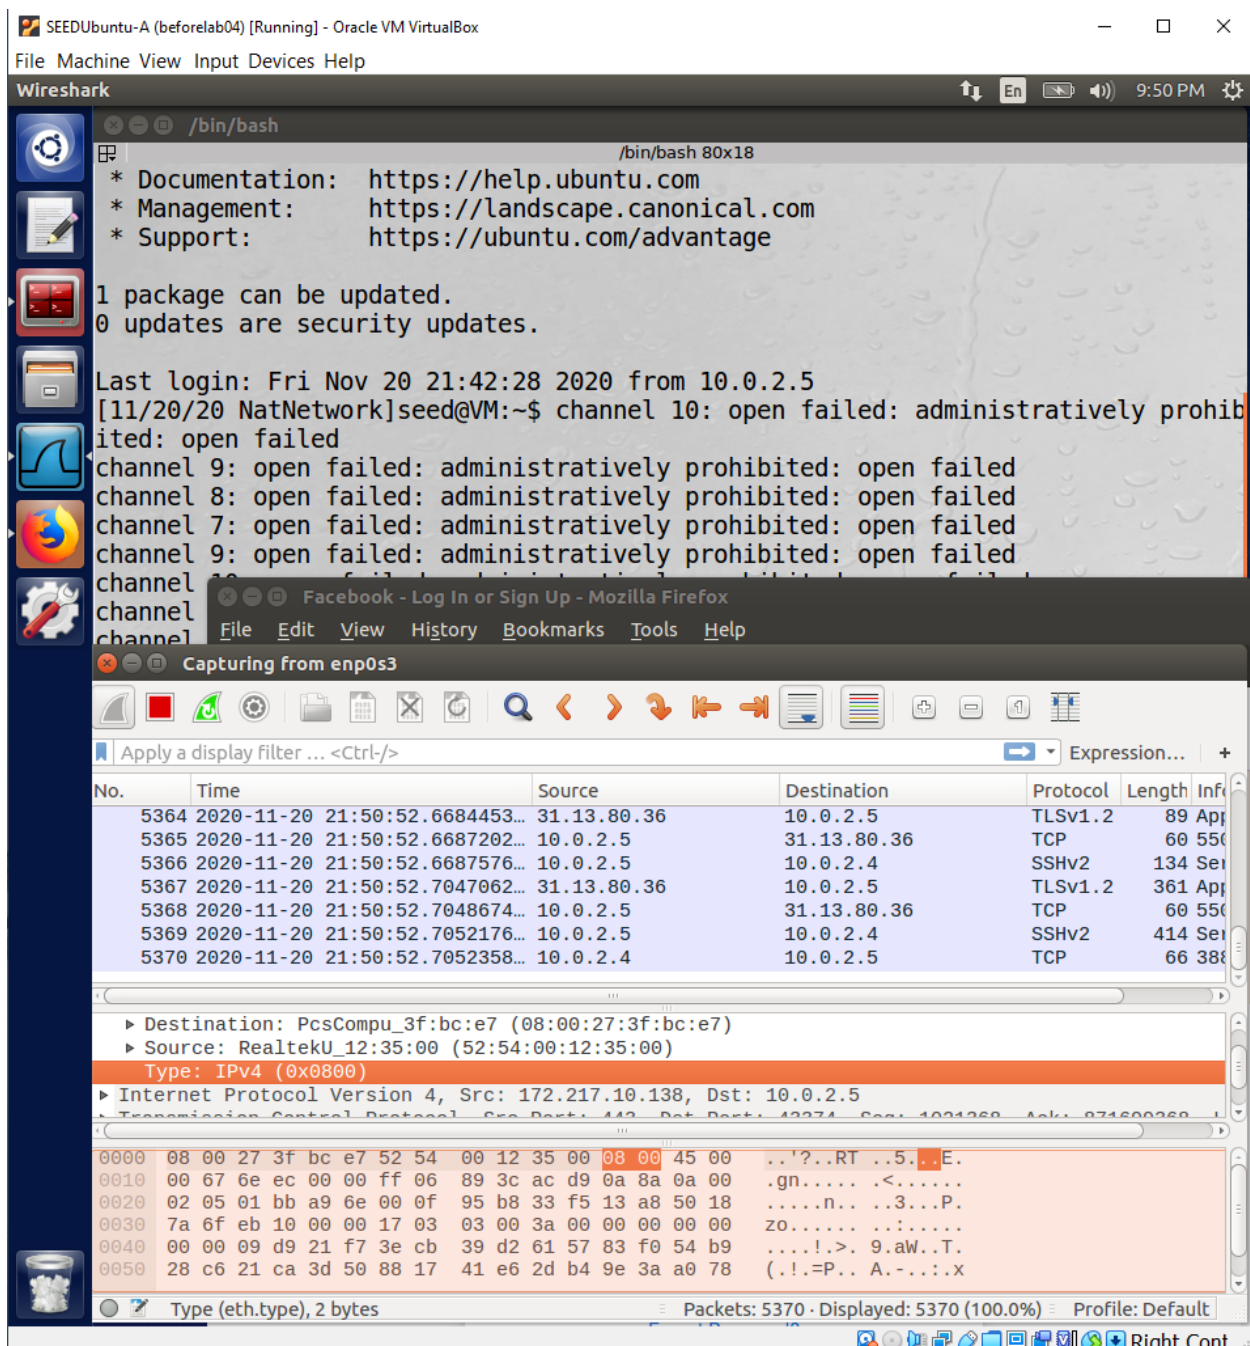 SEEDUbuntu-A (beforelab04) [Running] - Oracle VM VirtualBox
File Machine View Input Devices Help
Wireshark En 9:50 PM
/bin/bash
/bin/bash 80x18
* Documentation: https://help.ubuntu.com
* Management: https://landscape.canonical.com
* Support: https://ubuntu.com/advantage
1 package can be updated.
0 updates are security updates.
Last login: Fri Nov 20 21:42:28 2020 from 10.0.2.5
[11/20/20 NatNetwork]seed@VM:~$ channel 10: open failed: administratively prohib
ited: open failed
channel 9: open failed: administratively prohibited: open failed
channel 8: open failed: administratively prohibited: open failed
channel 7: open failed: administratively prohibited: open failed
channel 9: open failed: administratively prohibited: open failed
channel
channel
channel
Facebook - Log In or Sign Up - Mozilla Firefox
File Edit View History Bookmarks Tools Help
Capturing from enp0s3
Apply a display filter ... <Ctrl-/> Expression... +
No. Time Source Destination Protocol Length Info
5364 2020-11-20 21:50:52.6684453… 31.13.80.36 10.0.2.5 TLSv1.2 89 App
5365 2020-11-20 21:50:52.6687202… 10.0.2.5 31.13.80.36 TCP 60 550
5366 2020-11-20 21:50:52.6687576… 10.0.2.5 10.0.2.4 SSHv2 134 Ser
5367 2020-11-20 21:50:52.7047062… 31.13.80.36 10.0.2.5 TLSv1.2 361 App
5368 2020-11-20 21:50:52.7048674… 10.0.2.5 31.13.80.36 TCP 60 550
5369 2020-11-20 21:50:52.7052176… 10.0.2.5 10.0.2.4 SSHv2 414 Ser
5370 2020-11-20 21:50:52.7052358… 10.0.2.4 10.0.2.5 TCP 66 388
Destination: PcsCompu_3f:bc:e7 (08:00:27:3f:bc:e7)
Source: RealtekU_12:35:00 (52:54:00:12:35:00)
Type: IPv4 (0x0800)
Internet Protocol Version 4, Src: 172.217.10.138, Dst: 10.0.2.5
Transmission Control Protocol, Src Port: 443, Dst Port: 43374, Seq: 1021368, Ack: 871699368
0000 08 00 27 3f bc e7 52 54 00 12 35 00 08 00 45 00 ..'?..RT ..5...E.
0010 00 67 6e ec 00 00 ff 06 89 3c ac d9 0a 8a 0a 00 .gn..... .<......
0020 02 05 01 bb a9 6e 00 0f 95 b8 33 f5 13 a8 50 18 .....n.. ..3...P.
0030 7a 6f eb 10 00 00 17 03 03 00 3a 00 00 00 00 00 zo...... ..:.....
0040 00 00 09 d9 21 f7 3e cb 39 d2 61 57 83 f0 54 b9 ....!.>. 9.aW..T.
0050 28 c6 21 ca 3d 50 88 17 41 e6 2d b4 9e 3a a0 78 (.!.=P.. A.-..:.x
Type (eth.type), 2 bytes Packets: 5370 · Displayed: 5370 (100.0%) Profile: Default
Right Cont